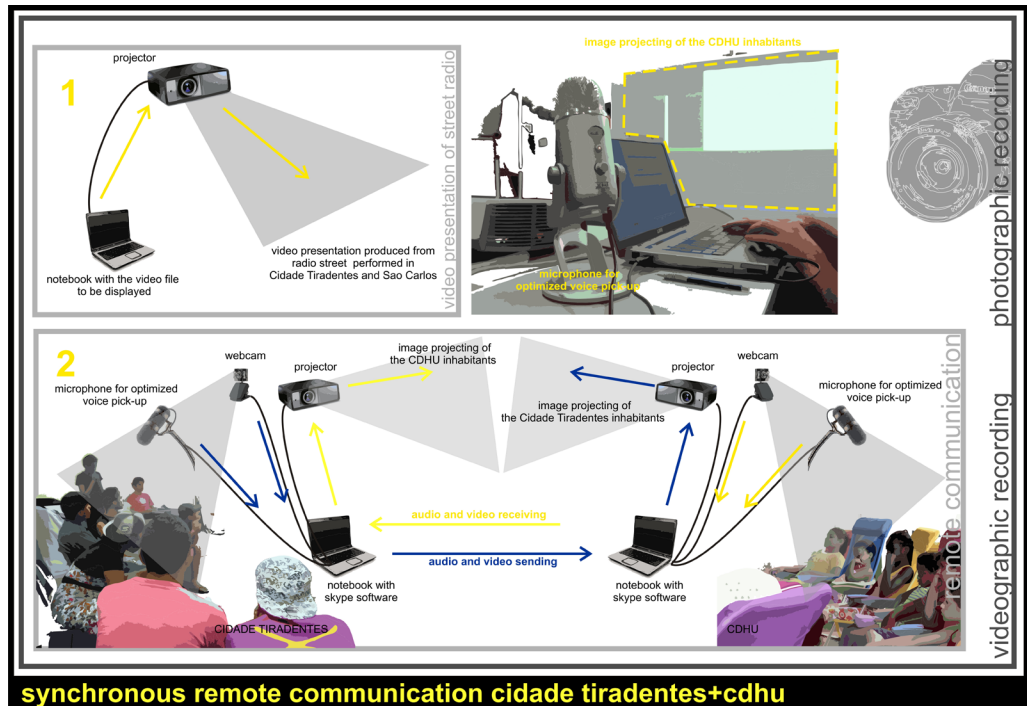 projector
1
notebook with the video file
to be displayed
video presentation produced from
radio street performed in
Cidade Tiradentes and Sao Carlos
video presentation of street radio
image projecting of the CDHU inhabitants
microphone for
optimized voice pick-up
photographic recording
2
microphone for optimized
voice pick-up
webcam
projector
image projecting of
the CDHU inhabitants
image projecting of
the Cidade Tiradentes inhabitants
projector
webcam
microphone for optimized
voice pick-up
audio and video receiving
audio and video sending
notebook with
skype software
notebook with
skype software
CIDADE TIRADENTES
CDHU
remote communication
videographic recording
synchronous remote communication cidade tiradentes+cdhu